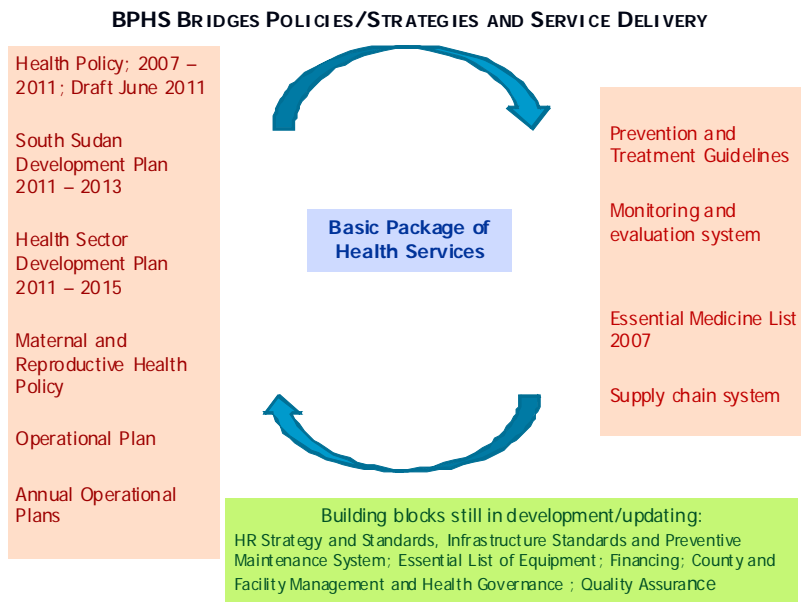 BPHS BRIDGES POLICIES/STRATEGIES AND SERVICE DELIVERY
Health Policy; 2007 –
2011; Draft June 2011
South Sudan
Development Plan
2011 – 2013
Health Sector
Development Plan
2011 – 2015
Maternal and
Reproductive Health
Policy
Operational Plan
Annual Operational
Plans
Basic Package of
Health Services
Prevention and
Treatment Guidelines
Monitoring and
evaluation system
Essential Medicine List
2007
Supply chain system
Building blocks still in development/updating:
HR Strategy and Standards, Infrastructure Standards and Preventive
Maintenance System; Essential List of Equipment; Financing; County and
Facility Management and Health Governance ; Quality Assurance